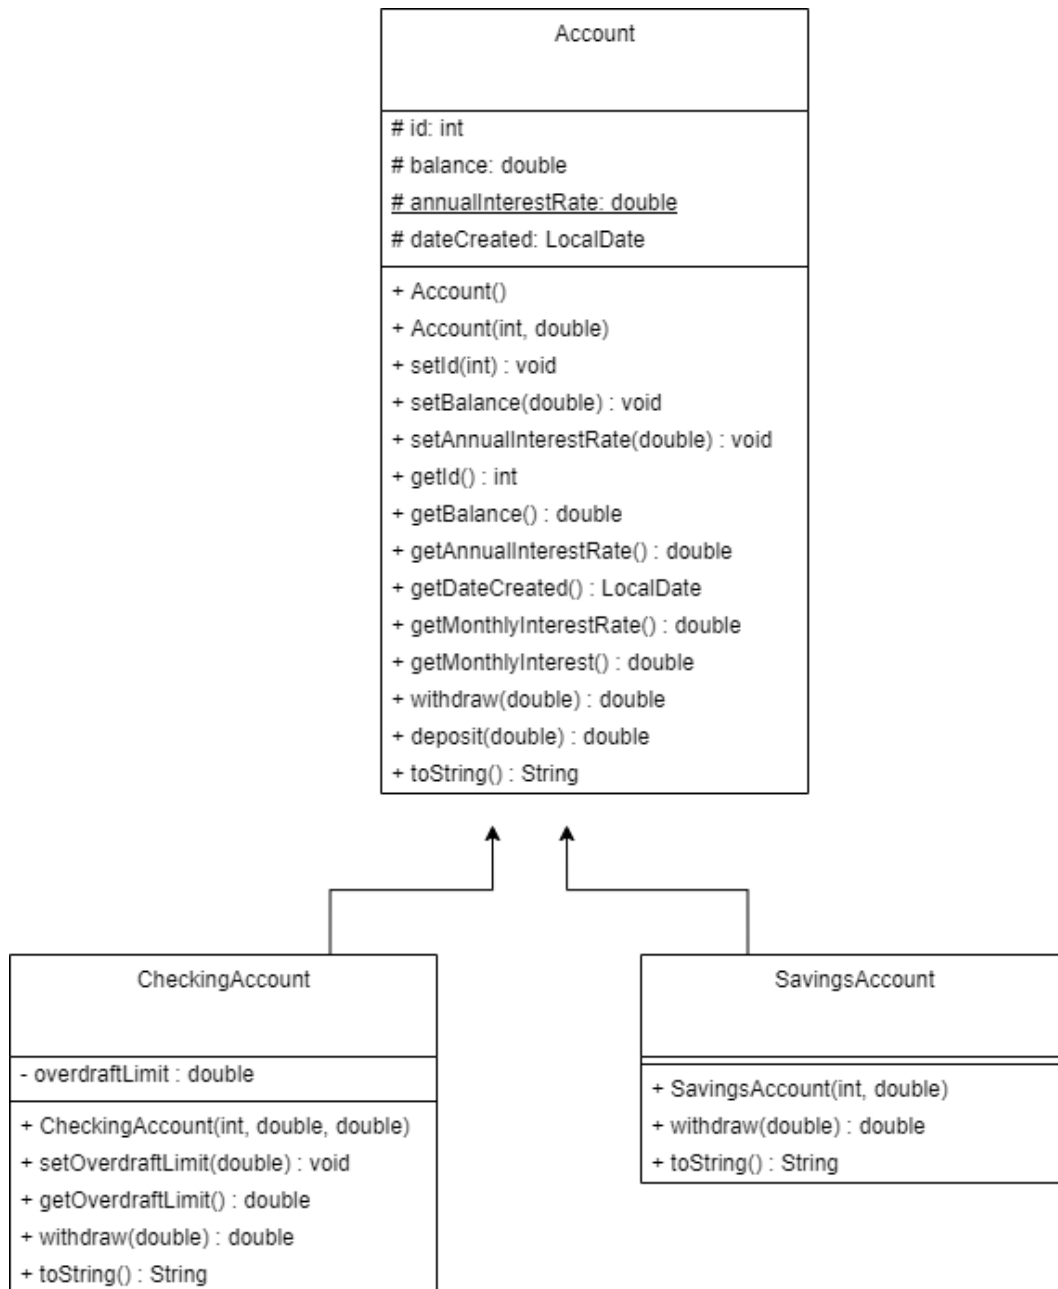 Account
# id: int
# balance: double
# annualInterestRate: double
# dateCreated: LocalDate
+ Account()
+ Account(int, double)
+ setId(int) : void
+ setBalance(double) : void
+ setAnnualInterestRate(double) : void
+ getId() : int
+ getBalance() : double
+ getAnnualInterestRate() : double
+ getDateCreated() : LocalDate
+ getMonthlyInterestRate() : double
+ getMonthlyInterest() : double
+ withdraw(double) : double
+ deposit(double) : double
+ toString() : String
CheckingAccount
- overdraftLimit : double
+ CheckingAccount(int, double, double)
+ setOverdraftLimit(double) : void
+ getOverdraftLimit() : double
+ withdraw(double) : double
+ toString() : String
SavingsAccount
+ SavingsAccount(int, double)
+ withdraw(double) : double
+ toString() : String